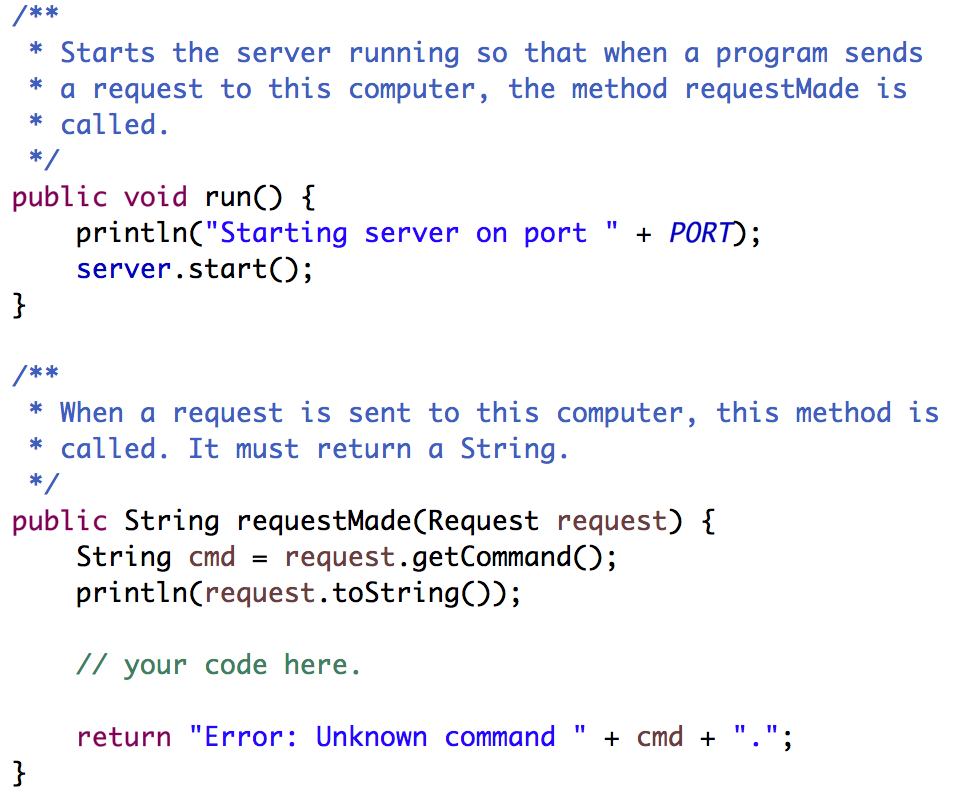 /**
 * Starts the server running so that when a program sends
 * a request to this computer, the method requestMade is
 * called.
 */
public void run() {
    println("Starting server on port " + PORT);
    server.start();
}

/**
 * When a request is sent to this computer, this method is
 * called. It must return a String.
 */
public String requestMade(Request request) {
    String cmd = request.getCommand();
    println(request.toString());

    // your code here.

    return "Error: Unknown command " + cmd + ".";
}